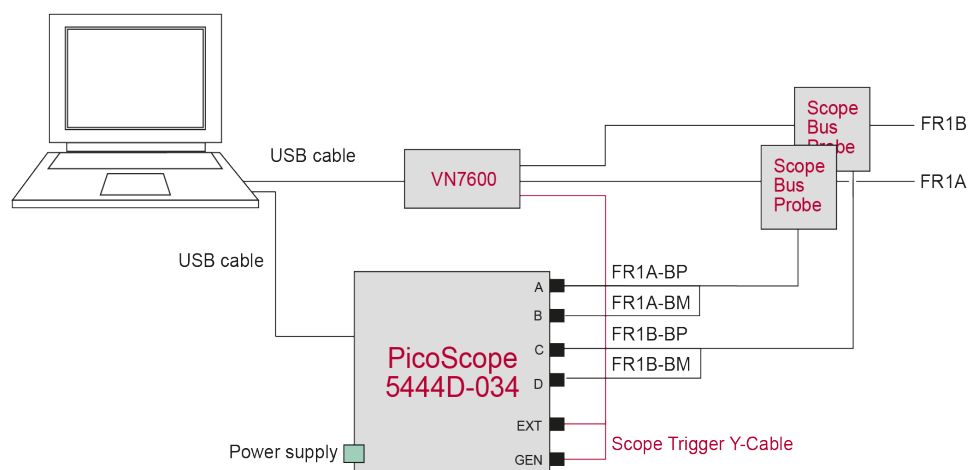 Scope
Bus
Probe
FR1B
USB cable
VN7600
Scope
Bus
Probe
FR1A
USB cable
FR1A-BP
A
FR1A-BM
B
FR1B-BP
C
PicoScope
5444D-034
FR1B-BM
D
EXT
Scope Trigger Y-Cable
Power supply
GEN